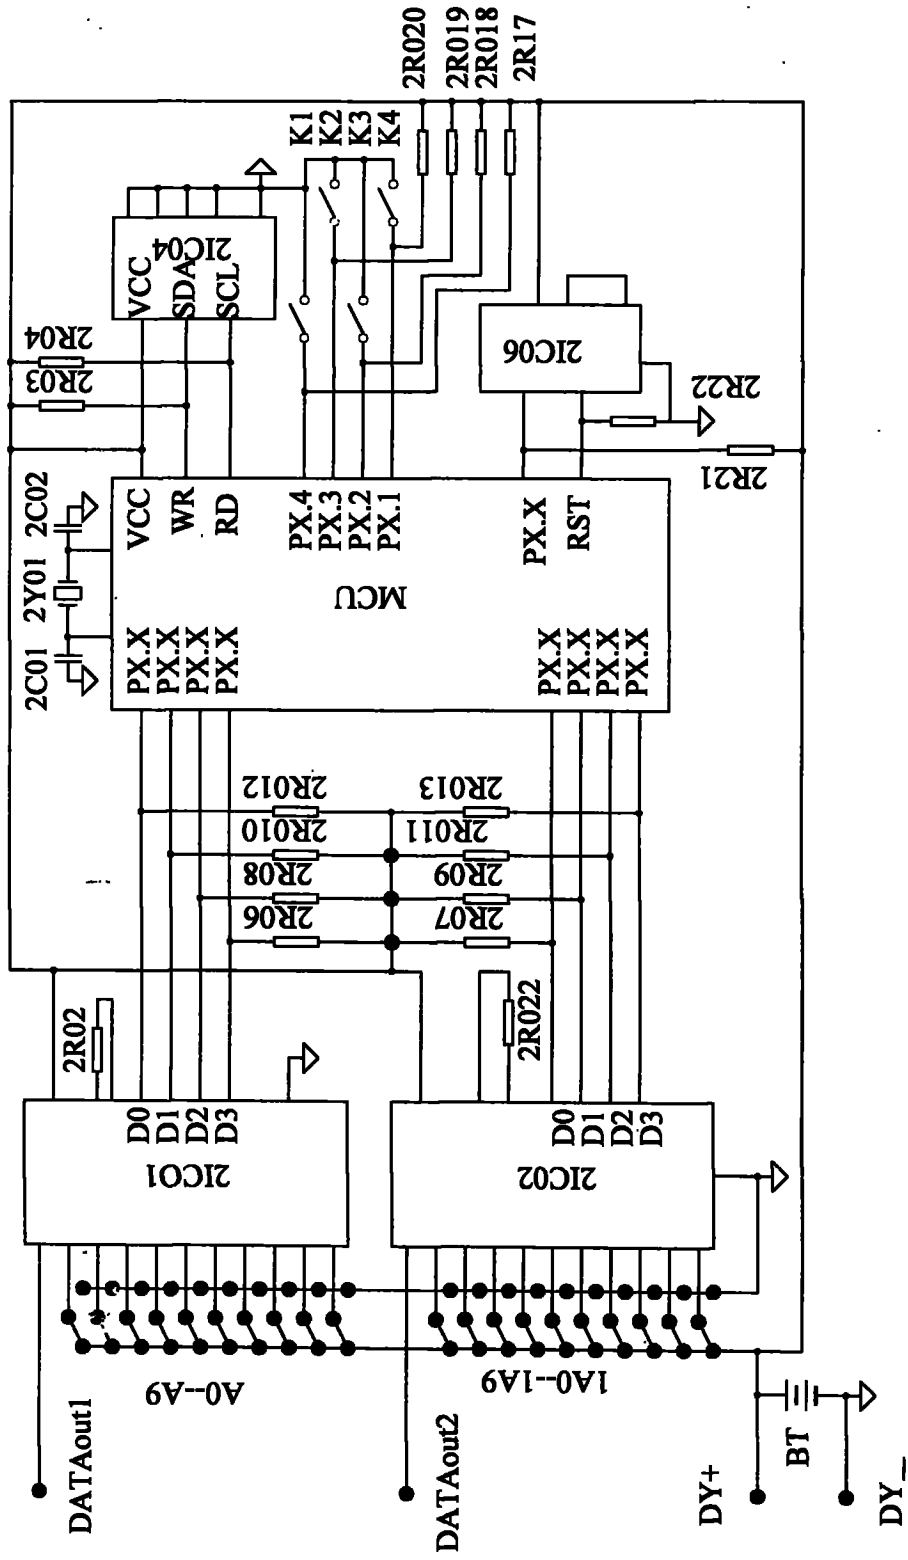 2R020
2R019
2R018
2R17
K1
K2
K3
K4
2IC04
VCC
SDA
SCL
2R04
2R03
2IC06
2R22
2R21
2C02
2Y01
2C01
VCC
WR
RD
PX.4
PX.3
PX.2
PX.1
PX.X
RST
MCU
PX.X
PX.X
PX.X
PX.X
PX.X
PX.X
PX.X
PX.X
2R012
2R010
2R08
2R06
2R013
2R011
2R09
2R07
2R02
2R022
D0
D1
D2
D3
2ICO1
D0
D1
D2
D3
2IC02
A0--A9
1A0--1A9
DATAout1
DATAout2
DY+
BT
DY__